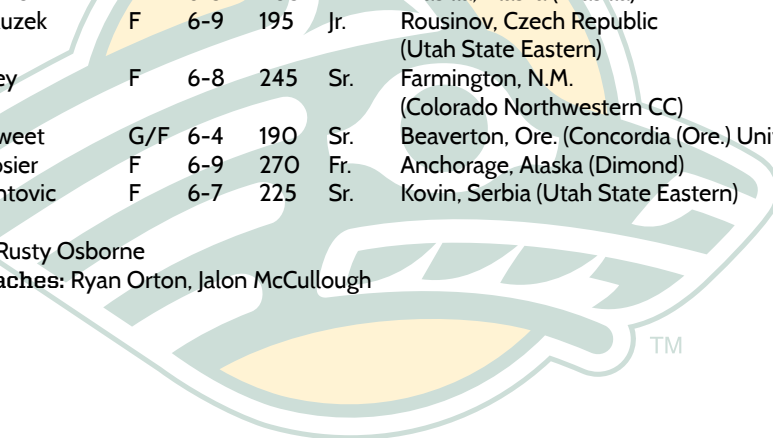 uzek F 6-9 195 Jr. Rousinov, Czech Republic
(Utah State Eastern)
ey F 6-8 245 Sr. Farmington, N.M.
(Colorado Northwestern CC)
weet G/F 6-4 190 Sr. Beaverton, Ore. (Concordia (Ore.) Uni
osier F 6-9 270 Fr. Anchorage, Alaska (Dimond)
ntovic F 6-7 225 Sr. Kovin, Serbia (Utah State Eastern)
Rusty Osborne
aches: Ryan Orton, Jalon McCullough
TM